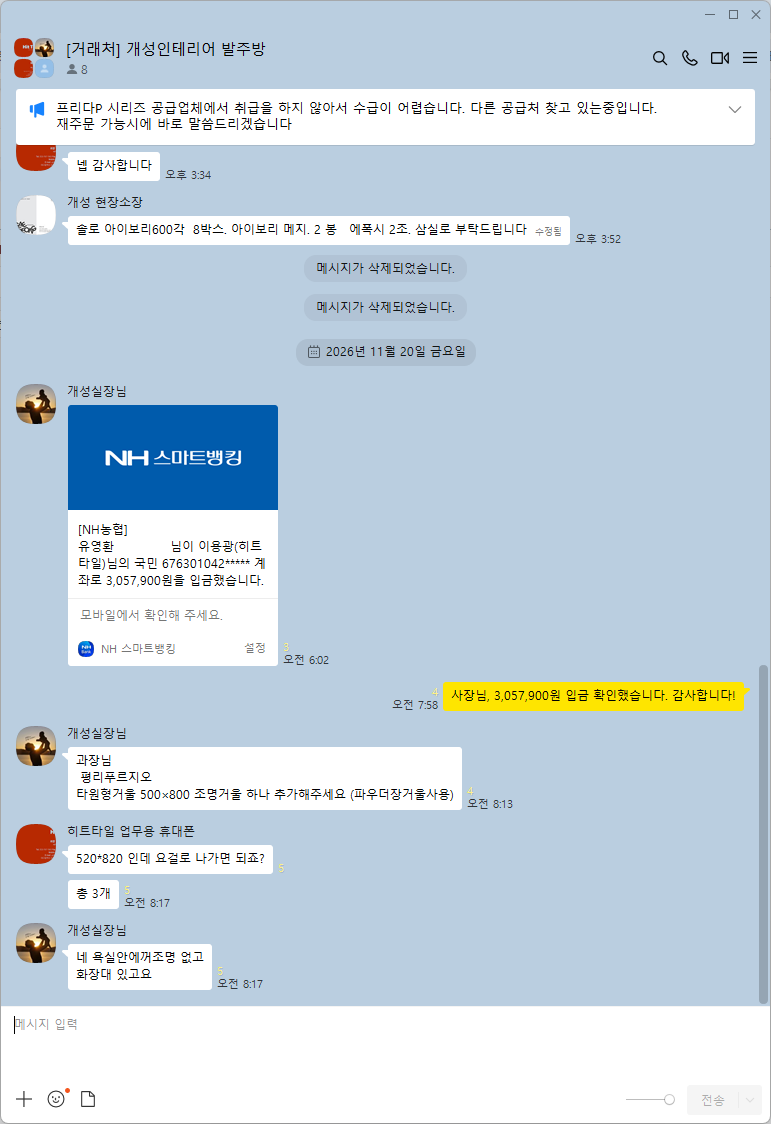 [거래처] 개성인테리어 발주방
8
프리다P 시리즈 공급업체에서 취급을 하지 않아서 수급이 어렵습니다. 다른 공급처 찾고 있는중입니다.
재주문 가능시에 바로 말씀드리겠습니다
넵 감사합니다
오후 3:34
개성 현장소장
솔로 아이보리600각 8박스. 아이보리 메지. 2 봉 에폭시 2조. 삼실로 부탁드립니다 수정됨
오후 3:52
메시지가 삭제되었습니다.
메시지가 삭제되었습니다.
2026년 11월 20일 금요일
개성실장님
NH 스마트뱅킹
[NH농협]
유영환 님이 이용광(히트
타일)님의 국민 676301042***** 계
좌로 3,057,900원을 입금했습니다.
모바일에서 확인해 주세요.
NH 스마트뱅킹 설정
3
오전 6:02
4
오전 7:58
사장님, 3,057,900원 입금 확인했습니다. 감사합니다!
개성실장님
과장님
평리푸르지오
타원형거울 500×800 조명거울 하나 추가해주세요 (파우더장거울사용)
4
오전 8:13
히트타일 업무용 휴대폰
520*820 인데 요걸로 나가면 되죠?
5
총 3개
5
오전 8:17
개성실장님
네 욕실안에꺼조명 없고
화장대 있고요
5
오전 8:17
메시지 입력
전송